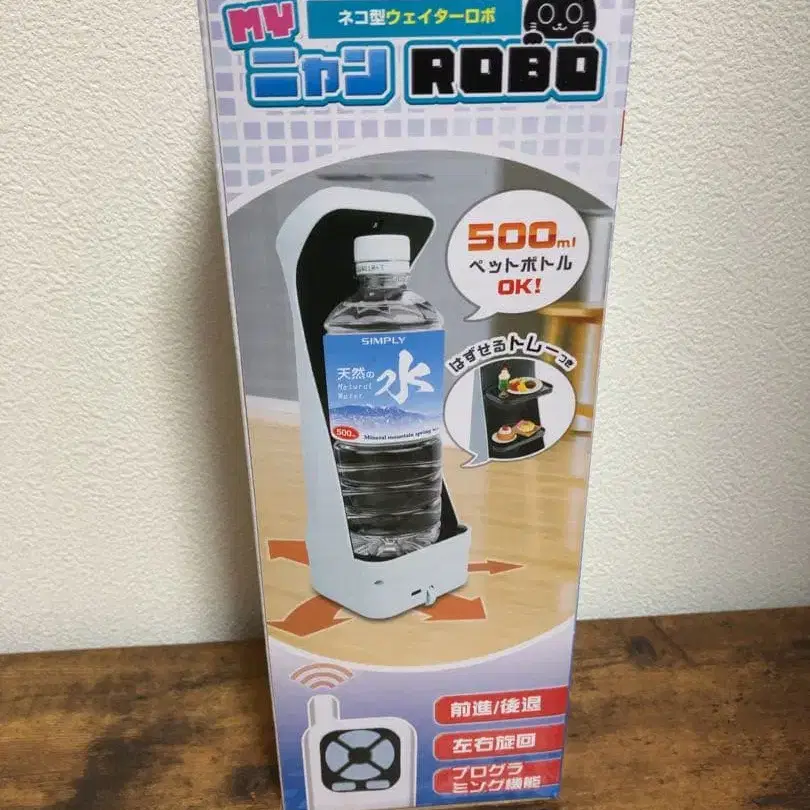 ネコ型ウェイターロボ
MY
ニャン ROBO
500ml
ペットボトル
OK!
はずせるトレーつき
SIMPLY
天然の水
Natural
Water
500ml
Mineral mountain spring
前進/後退
左右旋回
プログラ
ミング機能